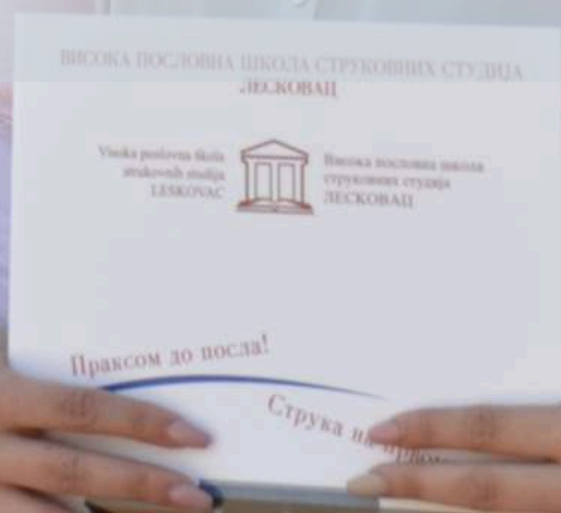 ВИСОКА ПОСЛОВНА ШКОЛА СТРУКОВНИХ СТУДИЈА
ЛЕСКОВАЦ
Visoka poslovna škola
strukovnih studija
LESKOVAC
Висока пословна школа
струковних студија
ЛЕСКОВАЦ
Праксом до посла!
Струка на